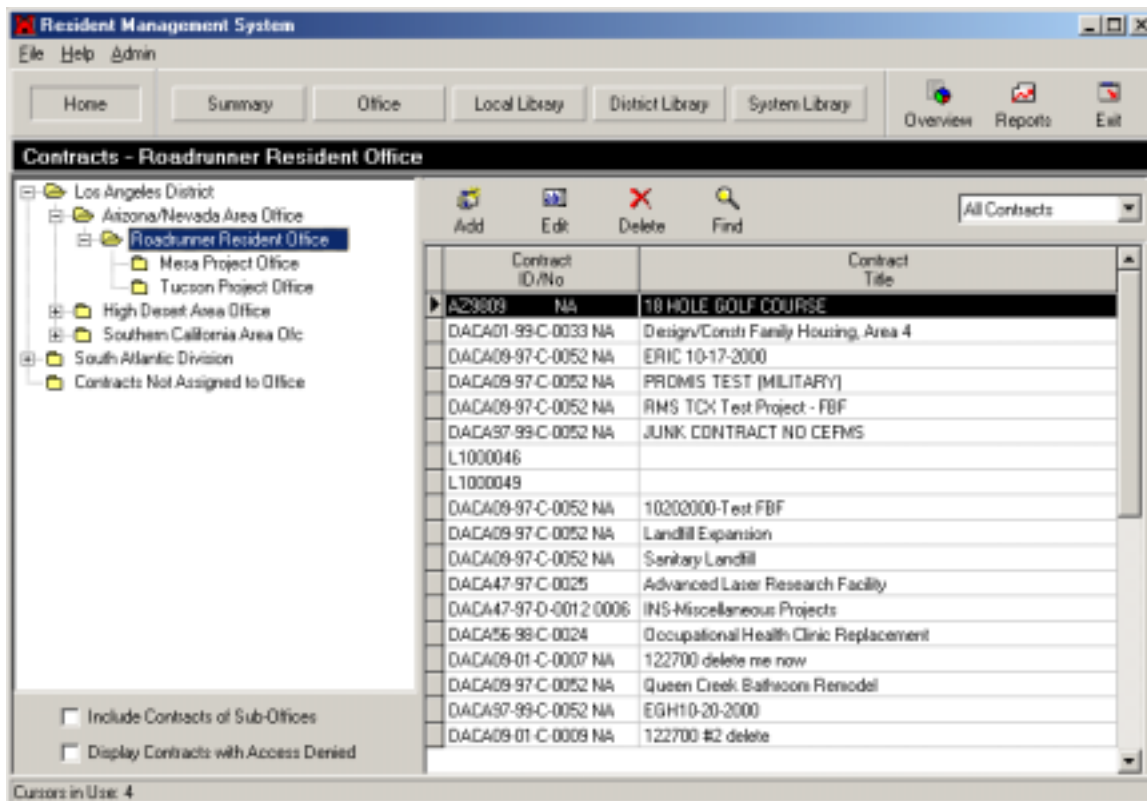 Resident Management System
File Help Admin
Home Summary Office Local Library District Library System Library Overview Reports Exit
Contracts - Roadrunner Resident Office
Los Angeles District
Arizona/Nevada Area Office
Roadrunner Resident Office
Mesa Project Office
Tucson Project Office
High Desert Area Office
Southern California Area Ofc
South Atlantic Division
Contracts Not Assigned to Office
Include Contracts of Sub-Offices
Display Contracts with Access Denied
Add Edit Delete Find All Contracts
Contract ID/No Contract Title
AZ9809 NA 18 HOLE GOLF COURSE
DACA01-99-C-0033 NA Design/Constr Family Housing, Area 4
DACA09-97-C-0052 NA ERIC 10-17-2000
DACA09-97-C-0052 NA PROMIS TEST (MILITARY)
DACA09-97-C-0052 NA RMS TCX Test Project - FBF
DACA97-99-C-0052 NA JUNK CONTRACT NO CEFMS
L1000046
L1000049
DACA09-97-C-0052 NA 10202000-Test FBF
DACA09-97-C-0052 NA Landfill Expansion
DACA09-97-C-0052 NA Sanitary Landfill
DACA47-97-C-0025 Advanced Laser Research Facility
DACA47-97-D-0012 0006 INS-Miscellaneous Projects
DACA56-98-C-0024 Occupational Health Clinic Replacement
DACA09-01-C-0007 NA 122700 delete me now
DACA09-97-C-0052 NA Queen Creek Bathroom Remodel
DACA97-99-C-0052 NA EGH10-20-2000
DACA09-01-C-0009 NA 122700 #2 delete
Cursors in Use: 4